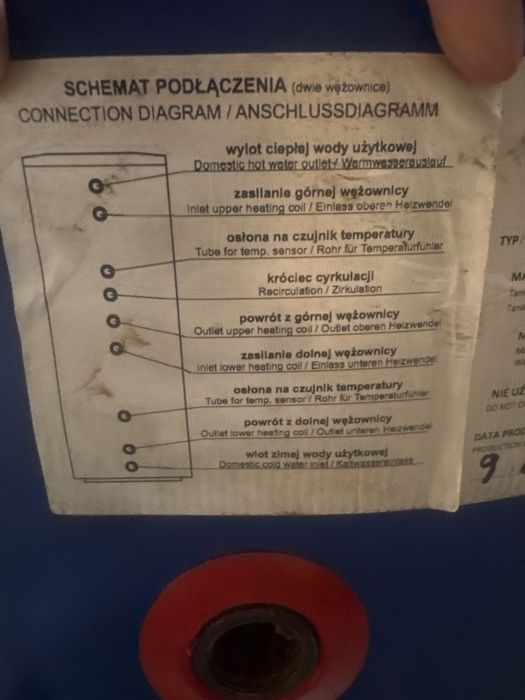 SCHEMAT PODŁĄCZENIA (dwie wężownice)
CONNECTION DIAGRAM / ANSCHLUSSDIAGRAMM
wylot ciepłej wody użytkowej
Domestic hot water outlet / Warmwasserauslauf
zasilanie górnej wężownicy
Inlet upper heating coil / Einlass oberen Heizwendel
osłona na czujnik temperatury
Tube for temp. sensor / Rohr für Temperaturfühler
króciec cyrkulacji
Recirculation / Zirkulation
powrót z górnej wężownicy
Outlet upper heating coil / Outlet oberen Heizwendel
zasilanie dolnej wężownicy
Inlet lower heating coil / Einlass unteren Heizwendel
osłona na czujnik temperatury
Tube for temp. sensor / Rohr für Temperaturfühler
powrót z dolnej wężownicy
Outlet lower heating coil / Outlet unteren Heizwendel
wlot zimej wody użytkowej
Domestic cold water inlet / Kaltwassereinlass
TYP /
NIE UŻ
DO NOT
DATA PROD
PRODUCTION
9